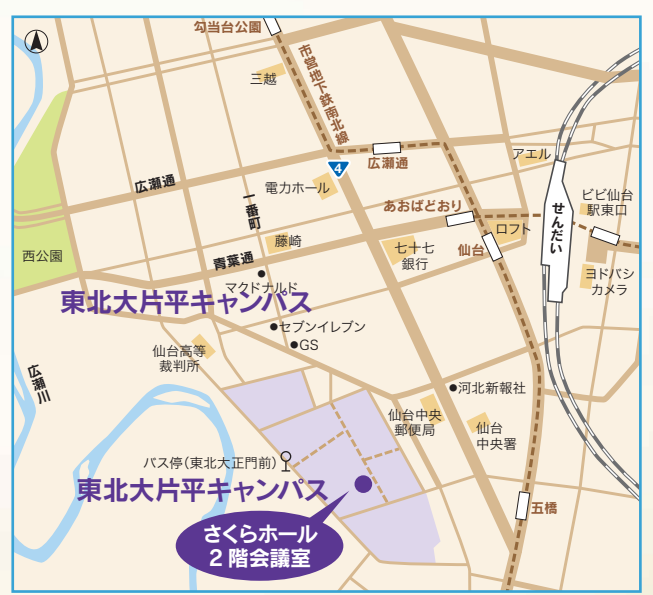 勾当台公園
三越
市営地下鉄南北線
広瀬通
アエル
4
広瀬通
電力ホール
一番町
あおばどおり
ビビ仙台
駅東口
せんだい
ロフト
藤崎
七十七
銀行
仙台
西公園
青葉通
マクドナルド
ヨドバシ
カメラ
東北大片平キャンパス
セブンイレブン
GS
仙台高等
裁判所
広瀬川
河北新報社
仙台中央
郵便局
仙台
中央署
バス停(東北大正門前)
東北大片平キャンパス
五橋
さくらホール
2階会議室